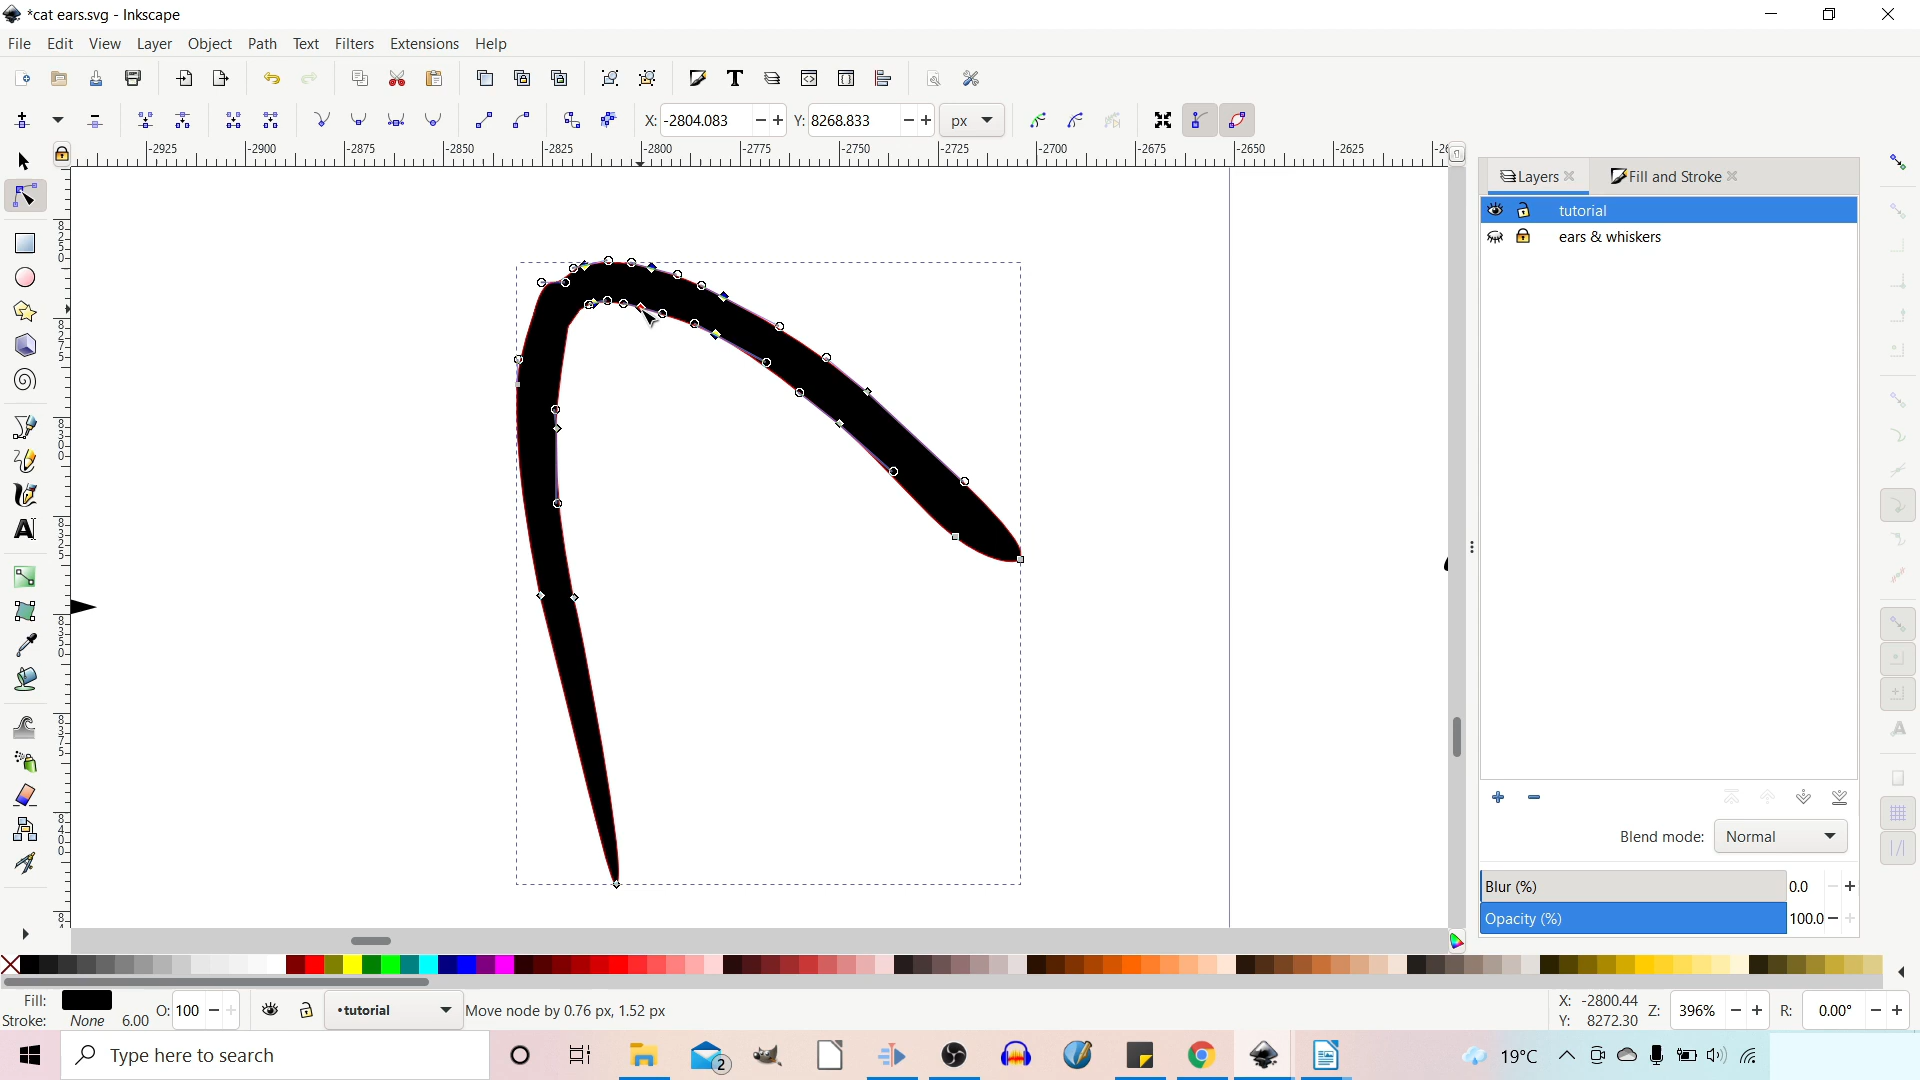 *cat ears.svg - Inkscape
File Edit View Layer Object Path Text Filters Extensions Help
X: -2804.083 Y: 8268.833 px
-2925 -2900 -2875 -2850 -2825 -2800 -2775 -2750 -2725 -2700 -2675 -2650 -2625
Layers Fill and Stroke
tutorial
ears & whiskers
Blend mode: Normal
Blur (%) 0.0
Opacity (%) 100.0
Fill: O: 100 •tutorial Move node by 0.76 px, 1.52 px X: -2800.44 Z: 396% R: 0.00°
Stroke: None 6.00 Y: 8272.30
Type here to search 2 19°C